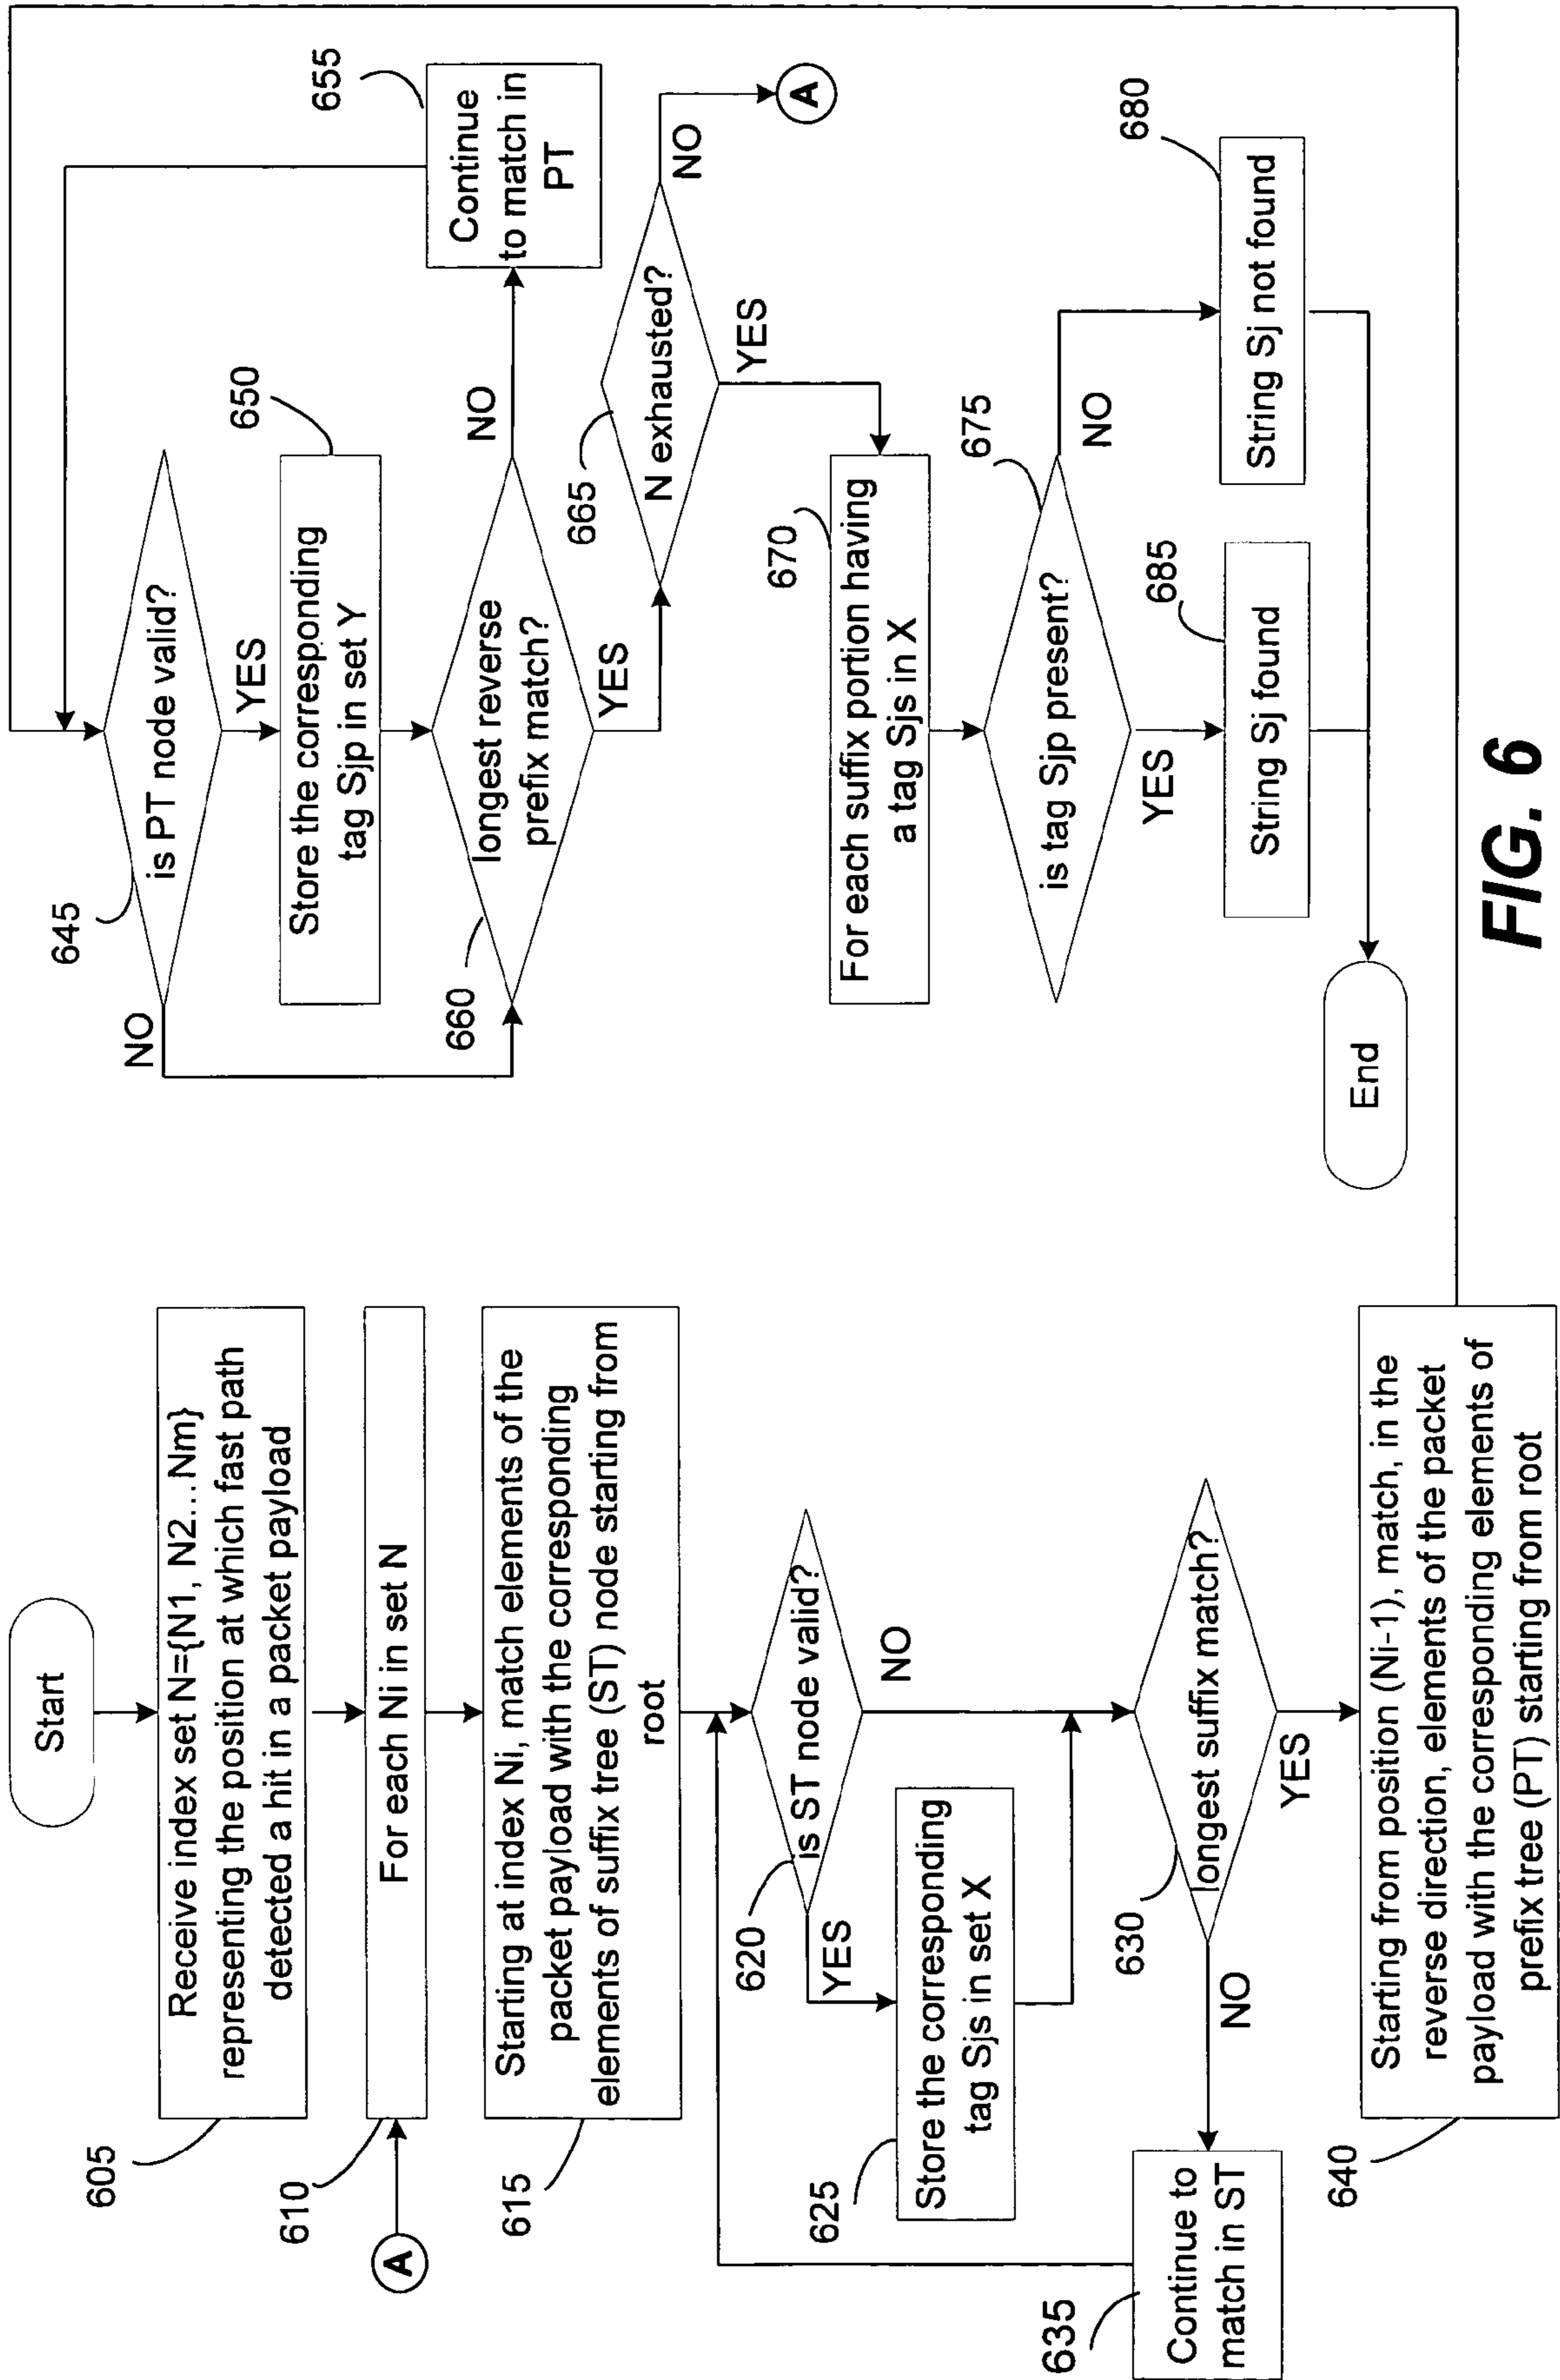 Start
605
Receive index set N={N1, N2...Nm}
representing the position at which fast path
detected a hit in a packet payload
A
610
For each Ni in set N
615
Starting at index Ni, match elements of the
packet payload with the corresponding
elements of suffix tree (ST) node starting from
root
620
is ST node valid?
YES
NO
625
Store the corresponding
tag Sjs in set X
630
longest suffix match?
NO
YES
635
Continue to
match in ST
640
Starting from position (Ni-1), match, in the
reverse direction, elements of the packet
payload with the corresponding elements of
prefix tree (PT) starting from root
645
is PT node valid?
NO
YES
650
Store the corresponding
tag Sjp in set Y
655
Continue
to match in
PT
660
longest reverse
prefix match?
NO
YES
665
N exhausted?
NO
A
YES
670
For each suffix portion having
a tag Sjs in X
675
is tag Sjp present?
YES
NO
685
String Sj found
680
String Sj not found
End
FIG. 6